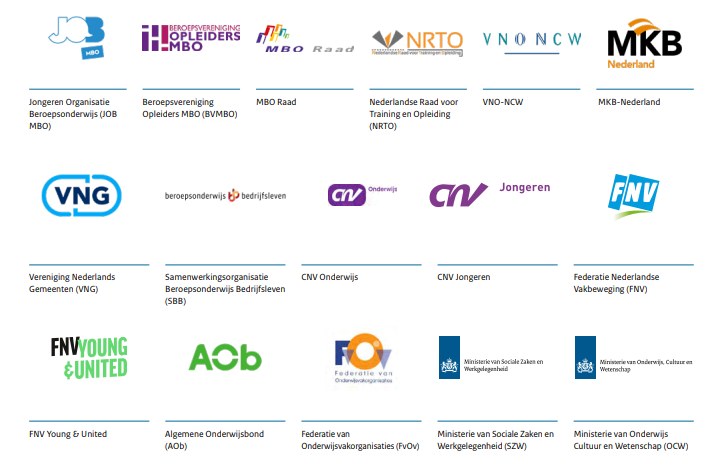 JOB
MBO
BEROEPSVERENIGING
OPLEIDERS
MBO
MBO Raad
NRTO
Nederlandse Raad voor Training en Opleiding
VNO NCW
MKB
Nederland
Jongeren Organisatie
Beroepsonderwijs (JOB
MBO)
Beroepsvereniging
Opleiders MBO (BVMBO)
MBO Raad
Nederlandse Raad voor
Training en Opleiding
(NRTO)
VNO-NCW
MKB-Nederland
VNG
beroepsonderwijs bedrijfsleven
CNV Onderwijs
CNV Jongeren
FNV
Vereniging Nederlands
Gemeenten (VNG)
Samenwerkingsorganisatie
Beroepsonderwijs Bedrijfsleven
(SBB)
CNV Onderwijs
CNV Jongeren
Federatie Nederlandse
Vakbeweging (FNV)
FNV YOUNG
&UNITED
AOb
FvOv
Federatie van
Onderwijsvakorganisaties
Ministerie van Sociale Zaken en
Werkgelegenheid
Ministerie van Onderwijs, Cultuur en
Wetenschap
FNV Young & United
Algemene Onderwijsbond
(AOb)
Federatie van
Onderwijsvakorganisaties (FvOv)
Ministerie van Sociale Zaken en
Werkgelegenheid (SZW)
Ministerie van Onderwijs
Cultuur en Wetenschap (OCW)